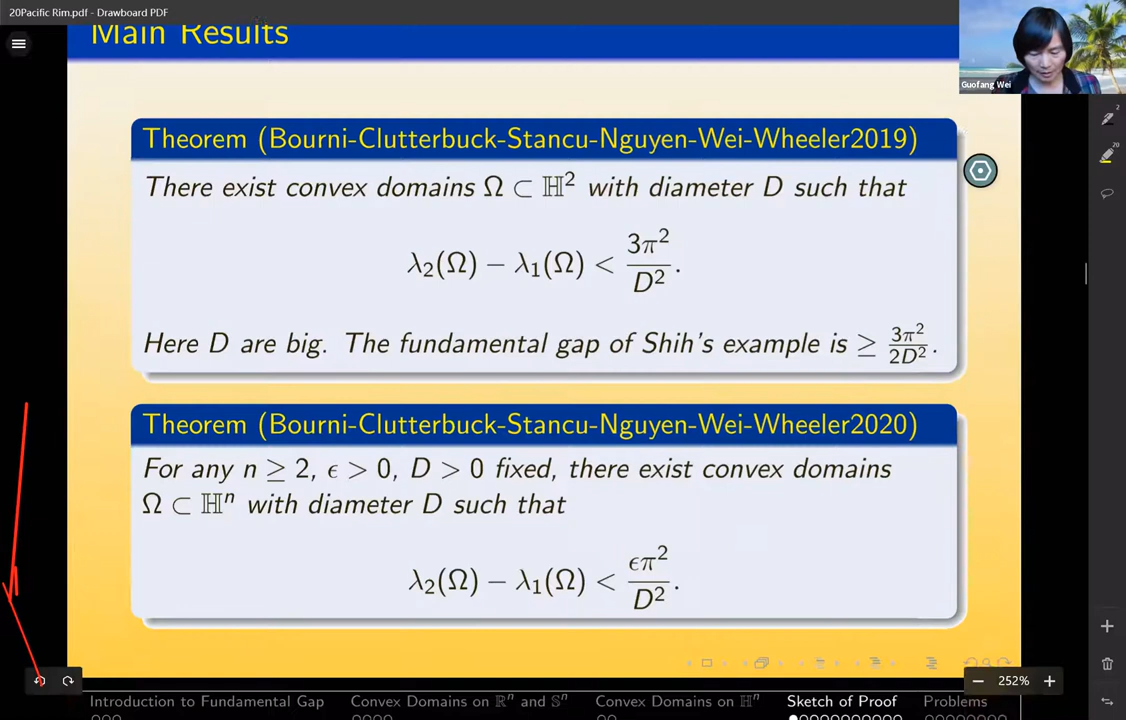 20Pacific Rim.pdf - Drawboard PDF
Main Results
Guofang Wei
2
20
Theorem (Bourni-Clutterbuck-Stancu-Nguyen-Wei-Wheeler2019)
There exist convex domains Ω ⊂ ℍ² with diameter D such that
λ₂(Ω) − λ₁(Ω) < 3π²/D².
Here D are big. The fundamental gap of Shih's example is ≥ 3π²/2D².
Theorem (Bourni-Clutterbuck-Stancu-Nguyen-Wei-Wheeler2020)
For any n ≥ 2, ϵ > 0, D > 0 fixed, there exist convex domains
Ω ⊂ ℍⁿ with diameter D such that
λ₂(Ω) − λ₁(Ω) < ϵπ²/D².
252%
Introduction to Fundamental Gap Convex Domains on ℝⁿ and 𝕊ⁿ Convex Domains on ℍⁿ Sketch of Proof Problems